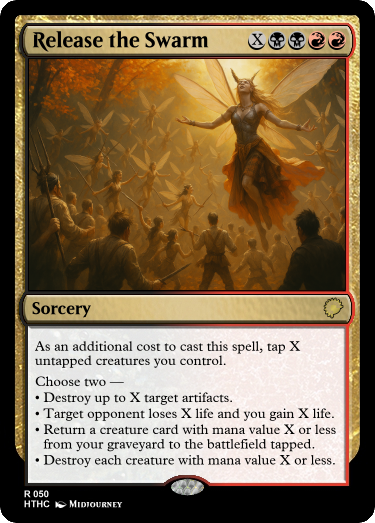 Release the Swarm X
Sorcery
As an additional cost to cast this spell, tap X
untapped creatures you control.
Choose two —
• Destroy up to X target artifacts.
• Target opponent loses X life and you gain X life.
• Return a creature card with mana value X or less
from your graveyard to the battlefield tapped.
• Destroy each creature with mana value X or less.
R 050
HTHC MIDJOURNEY